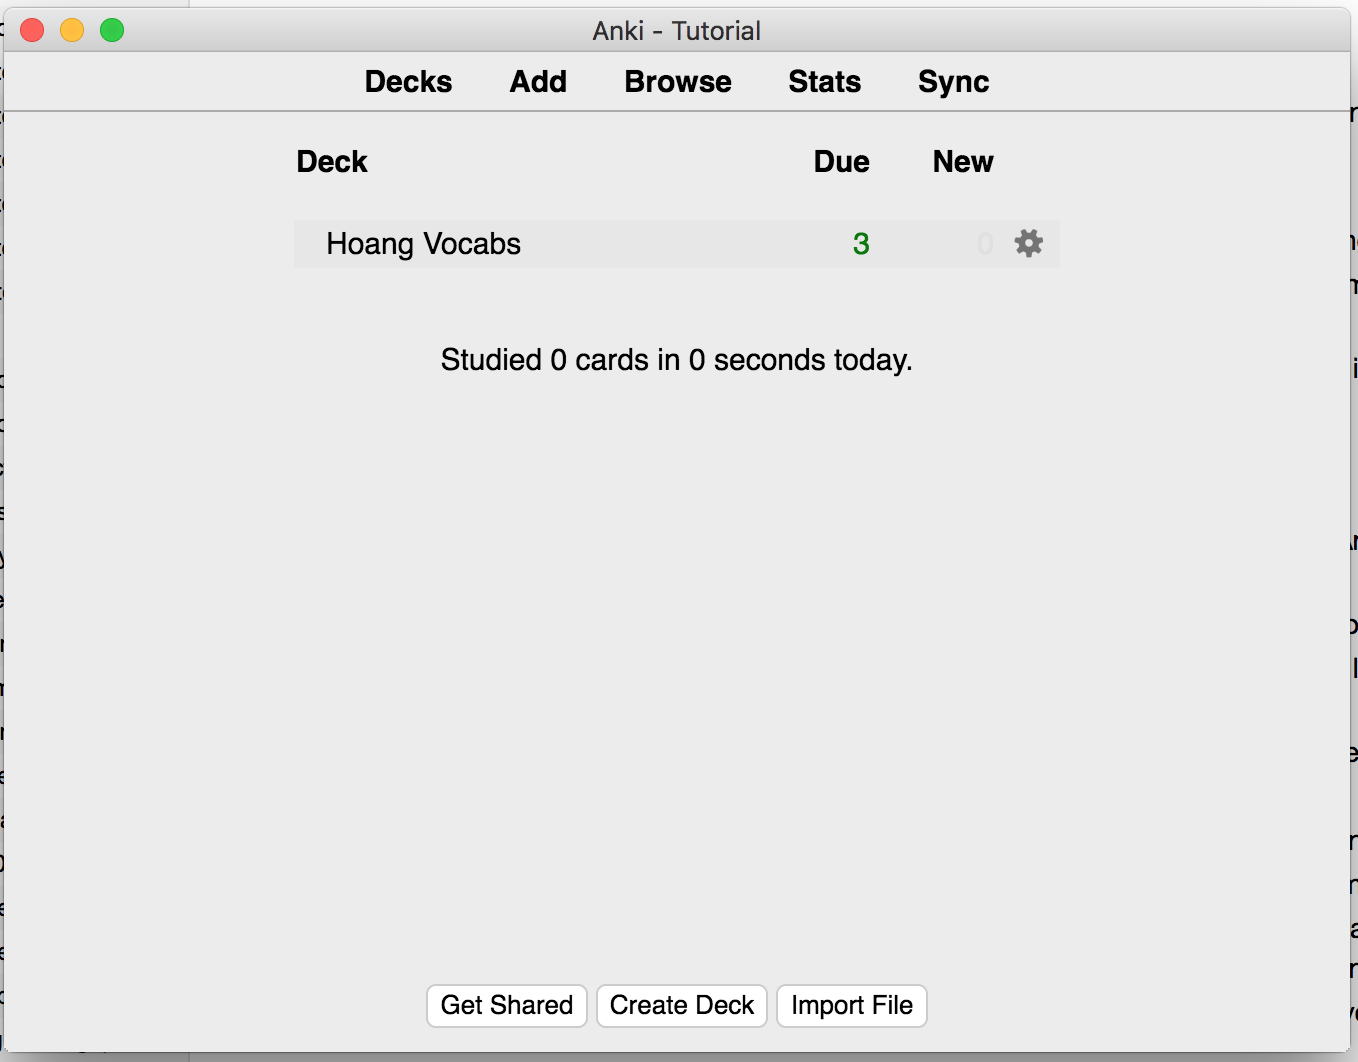 Anki - Tutorial
Decks Add Browse Stats Sync
Deck Due New
Hoang Vocabs 3 0
Studied 0 cards in 0 seconds today.
Get Shared Create Deck Import File